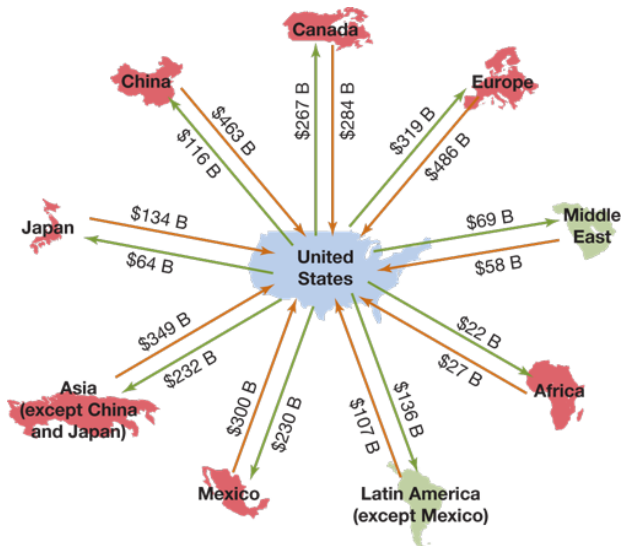 Canada
China
Europe
$267 B
$284 B
$463 B
$116 B
$319 B
$486 B
Japan
$134 B
$64 B
United
States
$69 B
$58 B
Middle
East
$349 B
$232 B
$22 B
$27 B
Asia
(except China
and Japan)
Africa
$300 B
$230 B
$107 B
$136 B
Mexico
Latin America
(except Mexico)